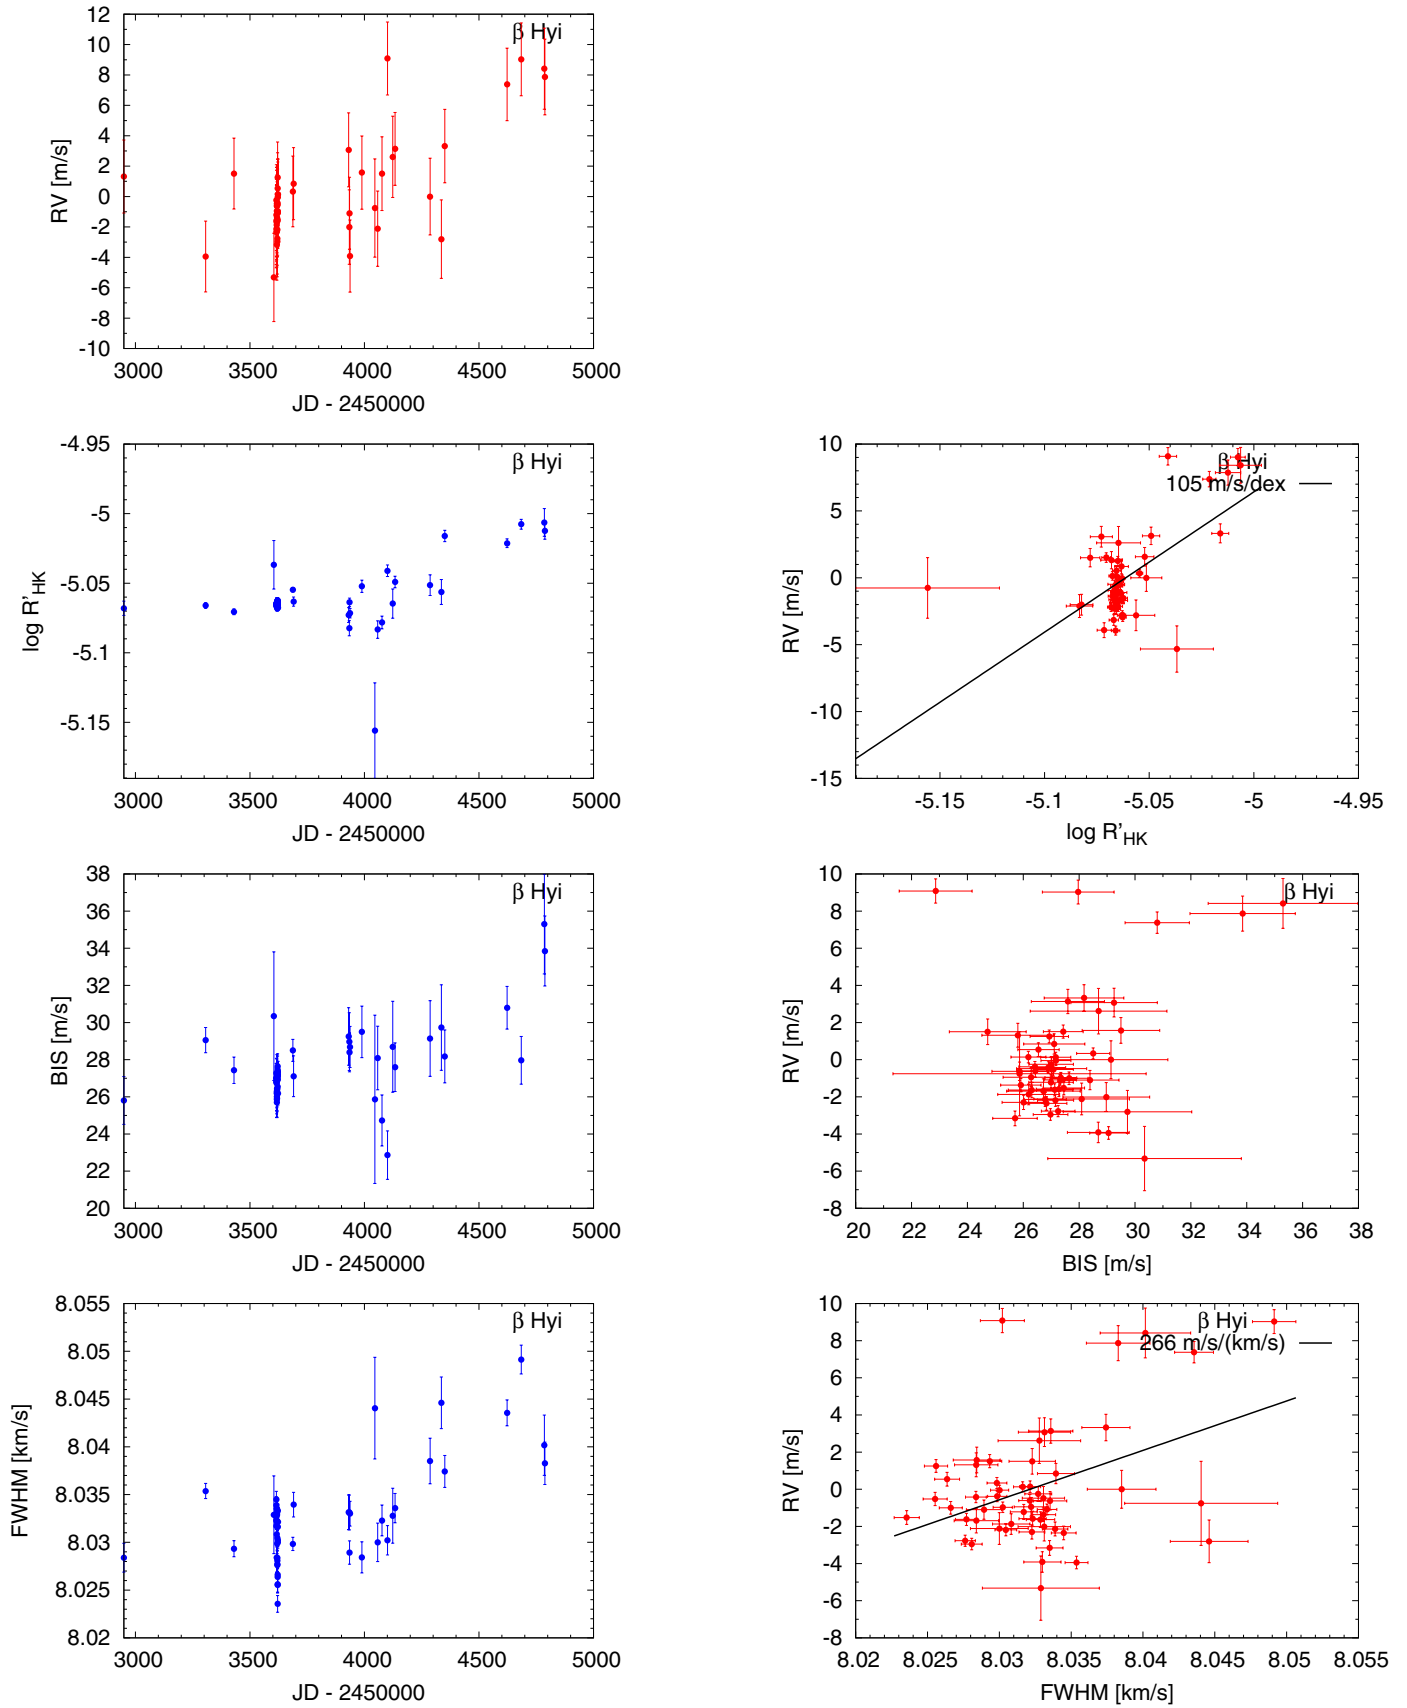 β Hyi
12
10
8
6
4
2
0
-2
-4
-6
-8
-10
RV [m/s]
3000 3500 4000 4500 5000
JD - 2450000
β Hyi
-4.95
-5
-5.05
-5.1
-5.15
log R'HK
3000 3500 4000 4500 5000
JD - 2450000
β Hyi
105 m/s/dex
10
5
0
-5
-10
-15
RV [m/s]
-5.15 -5.1 -5.05 -5 -4.95
log R'HK
β Hyi
38
36
34
32
30
28
26
24
22
20
BIS [m/s]
3000 3500 4000 4500 5000
JD - 2450000
β Hyi
10
8
6
4
2
0
-2
-4
-6
-8
RV [m/s]
20 22 24 26 28 30 32 34 36 38
BIS [m/s]
β Hyi
8.055
8.05
8.045
8.04
8.035
8.03
8.025
8.02
FWHM [km/s]
3000 3500 4000 4500 5000
JD - 2450000
β Hyi
266 m/s/(km/s)
10
8
6
4
2
0
-2
-4
-6
-8
RV [m/s]
8.02 8.025 8.03 8.035 8.04 8.045 8.05 8.055
FWHM [km/s]